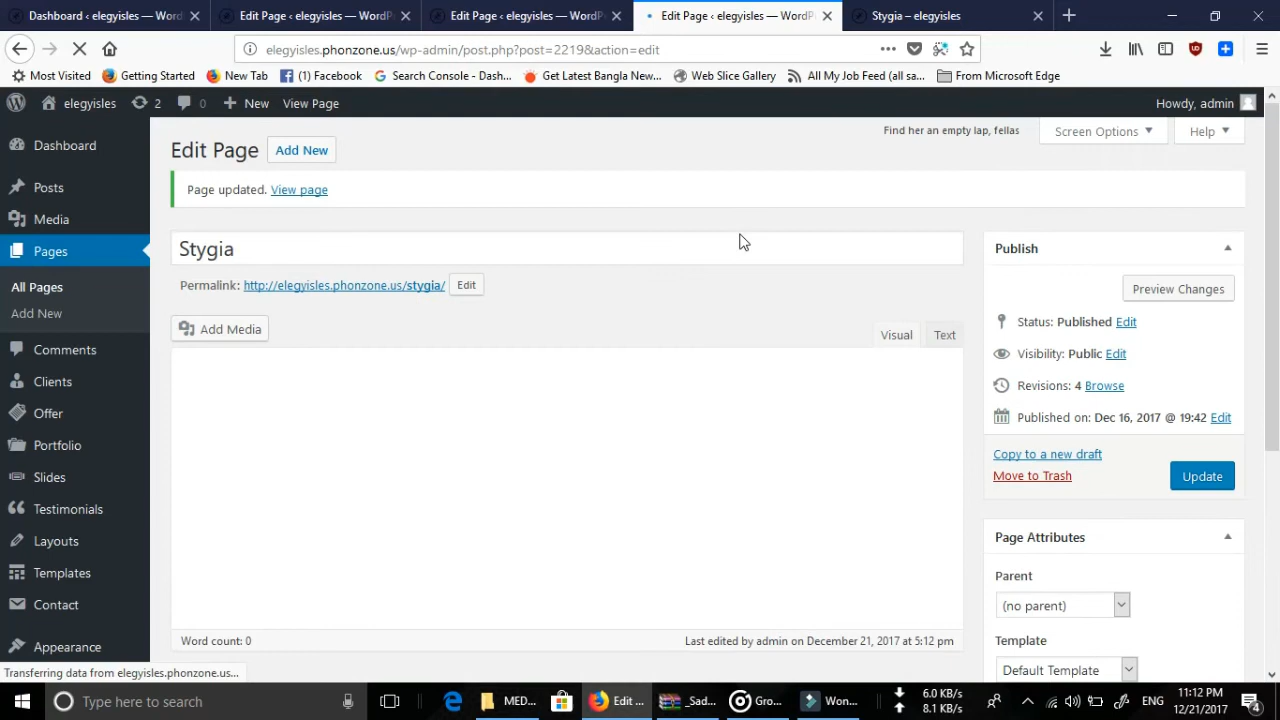 Dashboard ‹ elegyisles — WordP
Edit Page ‹ elegyisles — WordPr
Edit Page ‹ elegyisles — WordPr
Edit Page ‹ elegyisles — WordPr
Stygia – elegyisles
elegyisles.phonzone.us/wp-admin/post.php?post=2219&action=edit
Most Visited
Getting Started
New Tab
(1) Facebook
Search Console - Dash...
Get Latest Bangla New...
Web Slice Gallery
All My Job Feed (all sa...
From Microsoft Edge
elegyisles
2
0
New
View Page
Howdy, admin
Find her an empty lap, fellas
Screen Options
Help
Dashboard
Posts
Media
Pages
All Pages
Add New
Comments
Clients
Offer
Portfolio
Slides
Testimonials
Layouts
Templates
Contact
Appearance
Edit Page
Add New
Page updated. View page
Stygia
Permalink: http://elegyisles.phonzone.us/stygia/ Edit
Add Media
Visual
Text
Word count: 0
Last edited by admin on December 21, 2017 at 5:12 pm
Publish
Preview Changes
Status: Published Edit
Visibility: Public Edit
Revisions: 4 Browse
Published on: Dec 16, 2017 @ 19:42 Edit
Copy to a new draft
Move to Trash
Update
Page Attributes
Parent
(no parent)
Template
Default Template
Transferring data from elegyisles.phonzone.us...
Type here to search
MED...
Edit ...
_Sad...
Gro...
Won...
6.0 KB/s
8.1 KB/s
ENG
11:12 PM
12/21/2017
4